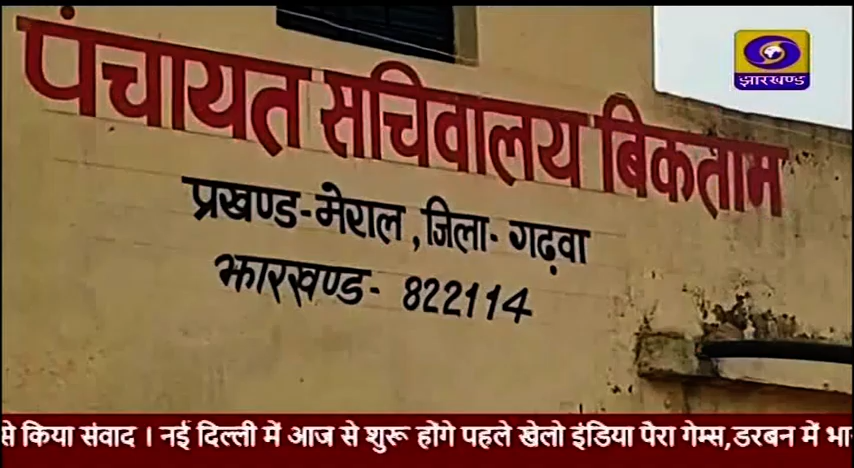 झारखण्ड
पंचायत सचिवालय बिकताम
प्रखण्ड-मेराल, जिला- गढ़वा
झारखण्ड- 822114
से किया संवाद । नई दिल्ली में आज से शुरू होंगे पहले खेलो इंडिया पैरा गेम्स,डरबन में